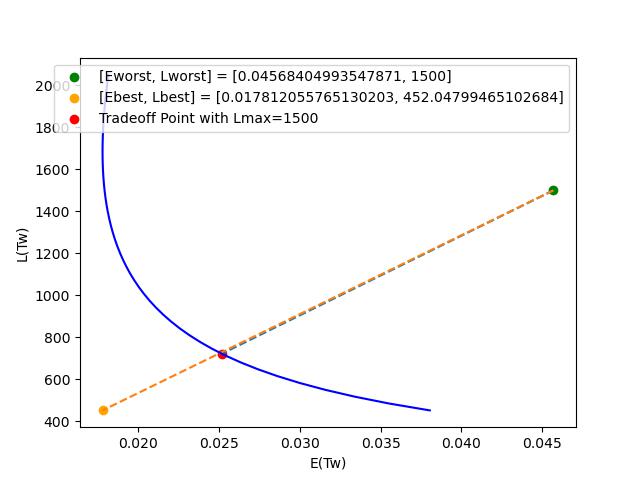 [Eworst, Lworst] = [0.04568404993547871, 1500]
[Ebest, Lbest] = [0.017812055765130203, 452.04799465102684]
Tradeoff Point with Lmax=1500
2000
1800
1600
1400
1200
1000
800
600
400
L(Tw)
0.020 0.025 0.030 0.035 0.040 0.045
E(Tw)